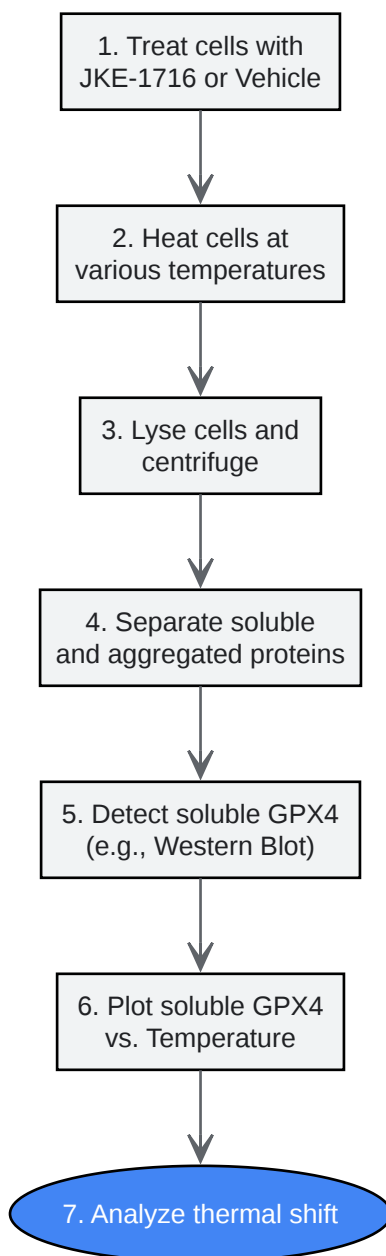 1. Treat cells with
JKE-1716 or Vehicle
2. Heat cells at
various temperatures
3. Lyse cells and
centrifuge
4. Separate soluble
and aggregated proteins
5. Detect soluble GPX4
(e.g., Western Blot)
6. Plot soluble GPX4
vs. Temperature
7. Analyze thermal shift